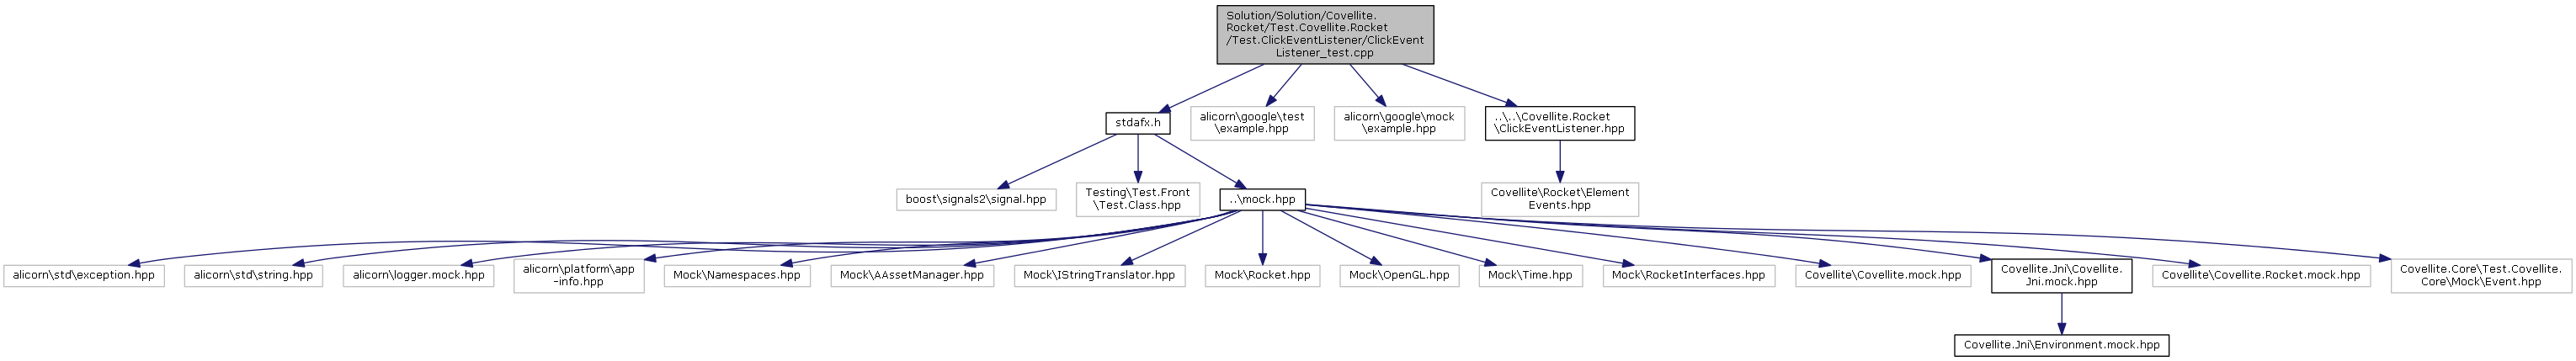 Solution/Solution/Covellite.
Rocket/Test.Covellite.Rocket
/Test.ClickEventListener/ClickEvent
Listener_test.cpp
stdafx.h
alicorn\google\test
\example.hpp
alicorn\google\mock
\example.hpp
..\..\Covellite.Rocket
\ClickEventListener.hpp
boost\signals2\signal.hpp
Testing\Test.Front
\Test.Class.hpp
..\mock.hpp
Covellite\Rocket\Element
Events.hpp
alicorn\std\exception.hpp
alicorn\std\string.hpp
alicorn\logger.mock.hpp
alicorn\platform\app
-info.hpp
Mock\Namespaces.hpp
Mock\AAssetManager.hpp
Mock\IStringTranslator.hpp
Mock\Rocket.hpp
Mock\OpenGL.hpp
Mock\Time.hpp
Mock\RocketInterfaces.hpp
Covellite\Covellite.mock.hpp
Covellite.Jni\Covellite.
Jni.mock.hpp
Covellite\Covellite.Rocket.mock.hpp
Covellite.Core\Test.Covellite.
Core\Mock\Event.hpp
Covellite.Jni\Environment.mock.hpp